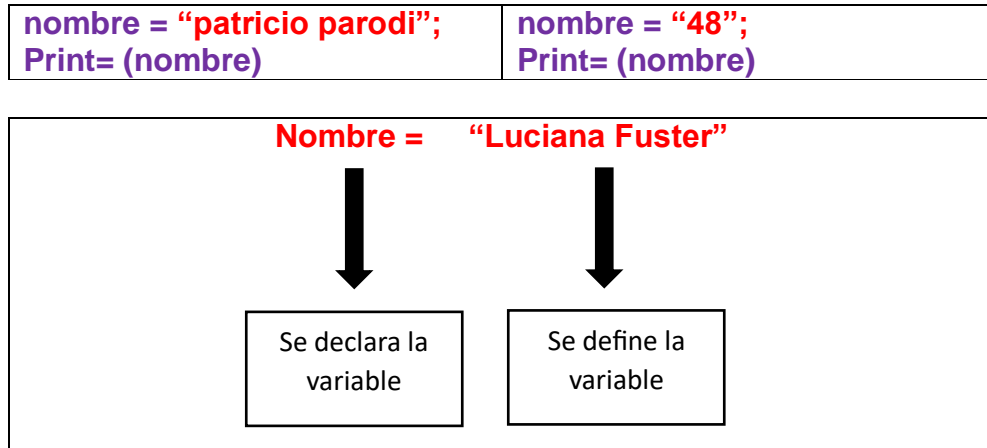 nombre = “patricio parodi”;
Print= (nombre)
nombre = “48”;
Print= (nombre)
Nombre = “Luciana Fuster”
Se declara la
variable
Se define la
variable